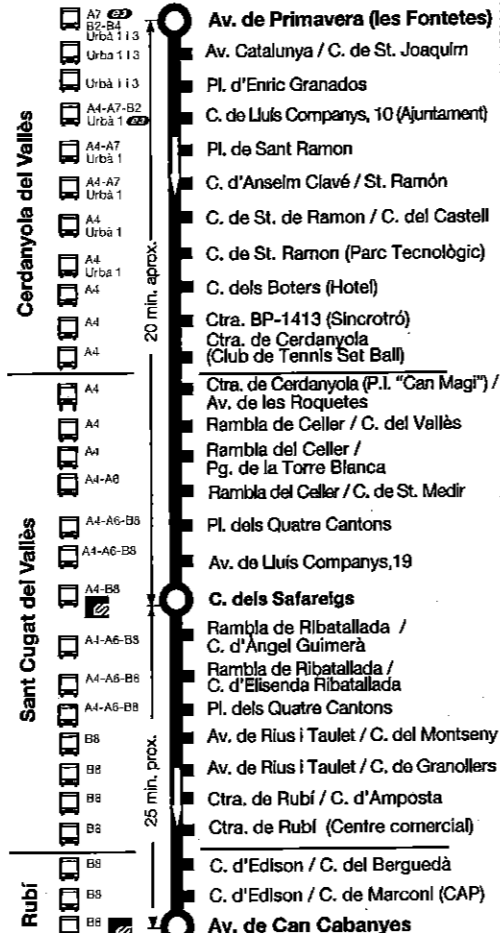 Cerdanyola del Vallès
20 min. aprox.
A7
B2-B4
Urbà 1 i 3
Av. de Primavera (les Fontetes)
Urbà 1 i 3
Av. Catalunya / C. de St. Joaquim
Urbà 1 i 3
Pl. d'Enric Granados
A4-A7-B2
Urbà 1
C. de Lluís Companys, 10 (Ajuntament)
A4-A7
Urbà 1
Pl. de Sant Ramon
A4-A7
Urbà 1
C. d'Anselm Clavé / St. Ramón
A4
Urbà 1
C. de St. de Ramon / C. del Castell
A4
Urbà 1
C. de St. Ramon (Parc Tecnològic)
A4
C. dels Boters (Hotel)
A4
Ctra. BP-1413 (Sincrotró)
A4
Ctra. de Cerdanyola
(Club de Tennis Set Ball)
Sant Cugat del Vallès
A4
Ctra. de Cerdanyola (P.I. "Can Magi") /
Av. de les Roquetes
A4
Rambla de Celler / C. del Vallès
A4
Rambla del Celler /
Pg. de la Torre Blanca
A4-A6
Rambla del Celler / C. de St. Medir
A4-A6-B8
Pl. dels Quatre Cantons
A4-A6-B8
Av. de Lluís Companys,19
A4-B8
C. dels Safareigs
25 min. prox.
A4-A6-B8
Rambla de Ribatallada /
C. d'Àngel Guimerà
A4-A6-B8
Rambla de Ribatallada /
C. d'Elisenda Ribatallada
A4-A6-B8
Pl. dels Quatre Cantons
B8
Av. de Rius i Taulet / C. del Montseny
B8
Av. de Rius i Taulet / C. de Granollers
B8
Ctra. de Rubí / C. d'Amposta
B8
Ctra. de Rubí (Centre comercial)
Rubí
B8
C. d'Edison / C. del Berguedà
B8
C. d'Edison / C. de Marconi (CAP)
B8
Av. de Can Cabanyes